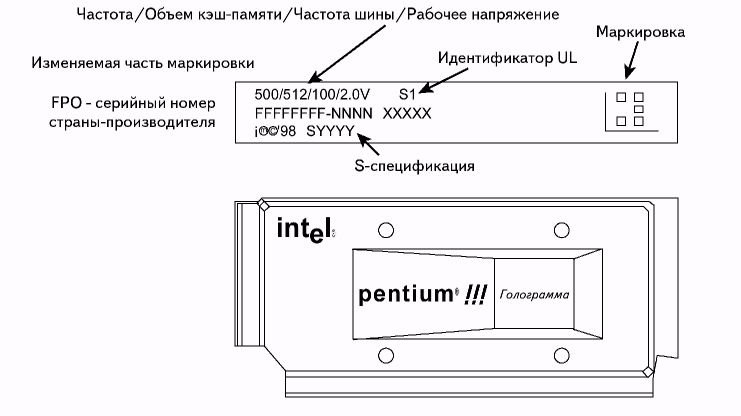 Частота/Объем кэш-памяти/Частота шины/Рабочее напряжение
Маркировка
Идентификатор UL
Изменяемая часть маркировки
500/512/100/2.0V S1
FPO - серийный номер
страны-производителя
FFFFFFFF-NNNN XXXXX
i ⓜ©'98 SYYYY
S-спецификация
intel®
pentium® !!!
Голограмма